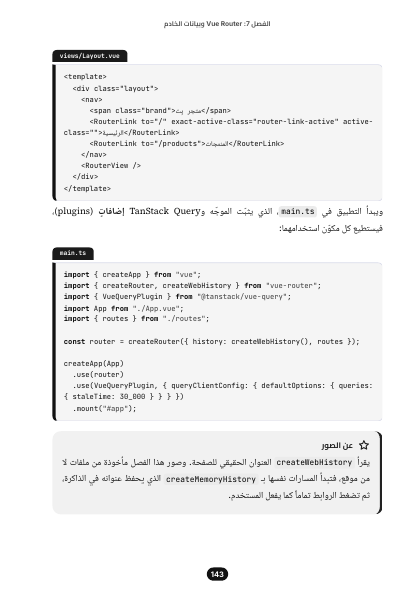 الفصل 7: Vue Router وبيانات الخادم
views/Layout.vue
<template>
  <div class="layout">
    <nav>
      <span class="brand">متجر بت</span>
      <RouterLink to="/" exact-active-class="router-link-active" active-
class="">الرئيسية</RouterLink>
      <RouterLink to="/products">المنتجات</RouterLink>
    </nav>
    <RouterView />
  </div>
</template>
ويبدأ التطبيق في main.ts، الذي يثبّت الموجّه وTanStack Query إضافاتٍ (plugins)،
فيستطيع كل مكوّن استخدامهما:
main.ts
import { createApp } from "vue";
import { createRouter, createWebHistory } from "vue-router";
import { VueQueryPlugin } from "@tanstack/vue-query";
import App from "./App.vue";
import { routes } from "./routes";
const router = createRouter({ history: createWebHistory(), routes });
createApp(App)
  .use(router)
  .use(VueQueryPlugin, { queryClientConfig: { defaultOptions: { queries:
{ staleTime: 30_000 } } } })
  .mount("#app");
عن الصور
يقرأ createWebHistory العنوان الحقيقي للصفحة. وصور هذا الفصل مأخوذة من ملفات لا
من موقع، فتبدأ المسارات نفسها بـ createMemoryHistory الذي يحفظ عنوانه في الذاكرة،
ثم تضغط الروابط تماماً كما يفعل المستخدم.
143